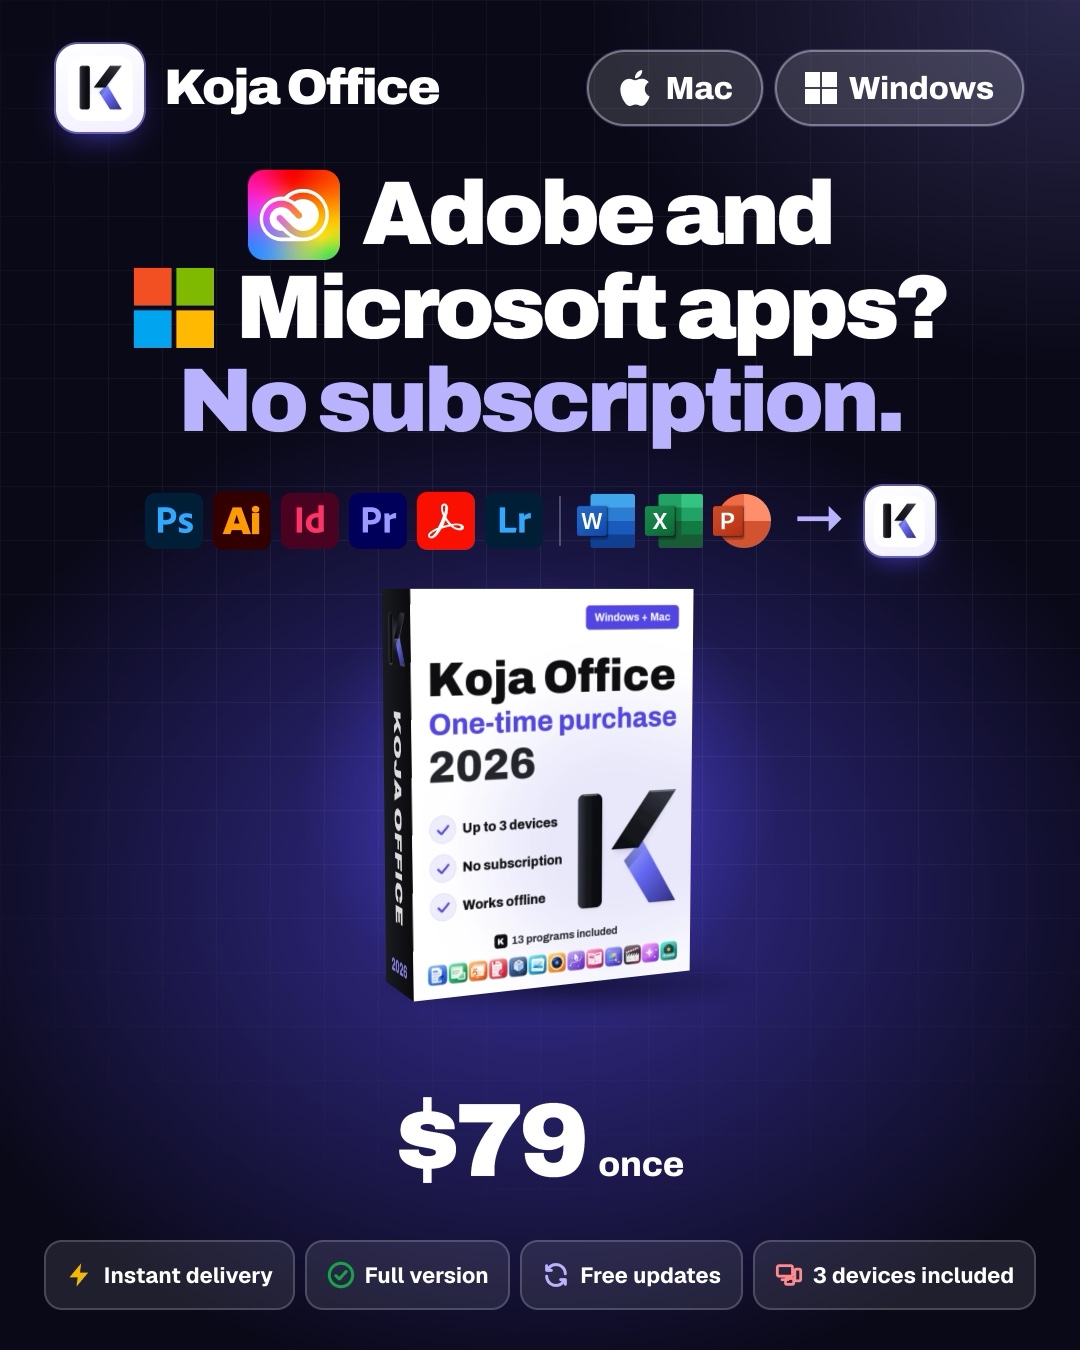 Koja Office
Mac
Windows
Adobe and
Microsoft apps?
No subscription.
Ps Ai Id Pr Lr W X P
Windows + Mac
Koja Office
One-time purchase
2026
Up to 3 devices
No subscription
Works offline
13 programs included
KOJA OFFICE
2026
$79 once
Instant delivery
Full version
Free updates
3 devices included